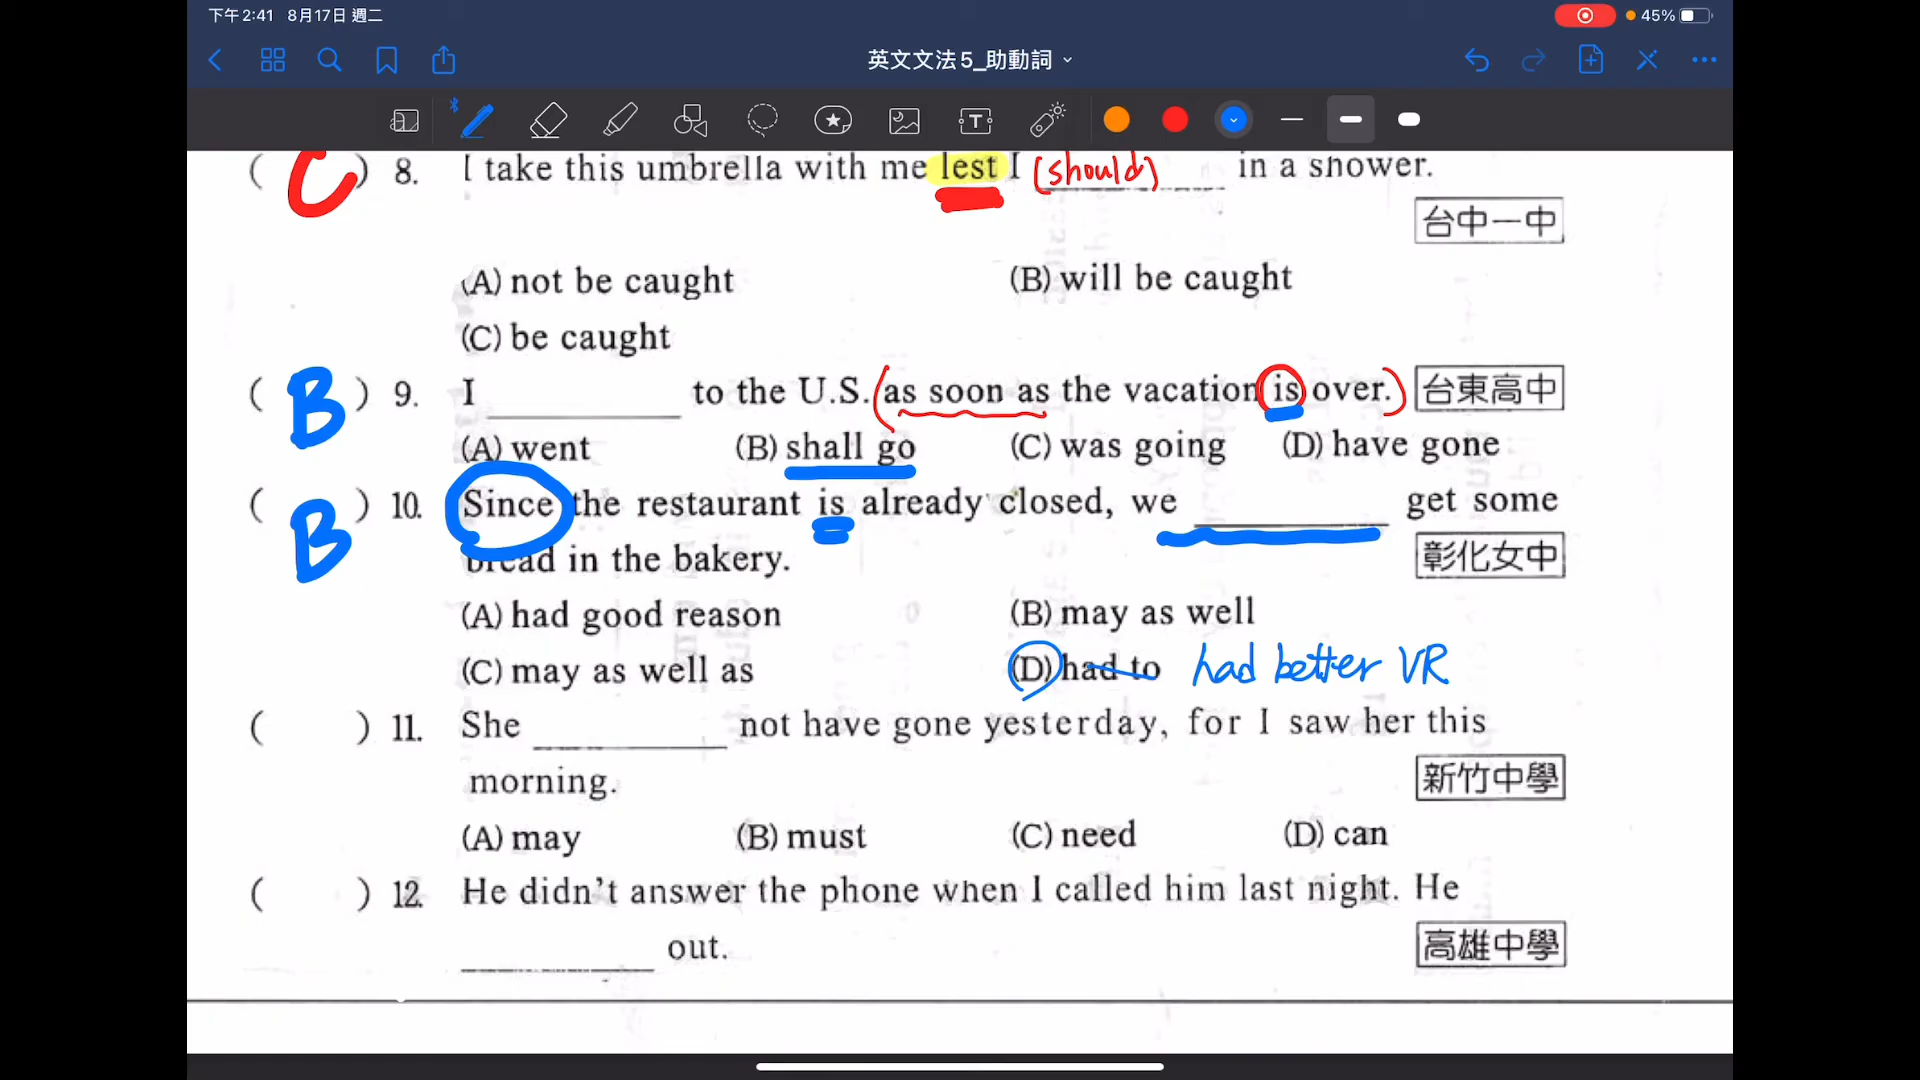 下午2:41 8月17日 週二
45%
英文文法5_助動詞
( C ) 8. I take this umbrella with me lest I (should) ________ in a shower.
台中一中
(A) not be caught (B) will be caught
(C) be caught
( B ) 9. I ________ to the U.S. (as soon as the vacation is over.) 台東高中
(A) went (B) shall go (C) was going (D) have gone
( B ) 10. Since the restaurant is already closed, we ________ get some
bread in the bakery. 彰化女中
(A) had good reason (B) may as well
(C) may as well as (D) had to had better VR
( ) 11. She ________ not have gone yesterday, for I saw her this
morning. 新竹中學
(A) may (B) must (C) need (D) can
( ) 12. He didn't answer the phone when I called him last night. He
________ out. 高雄中學